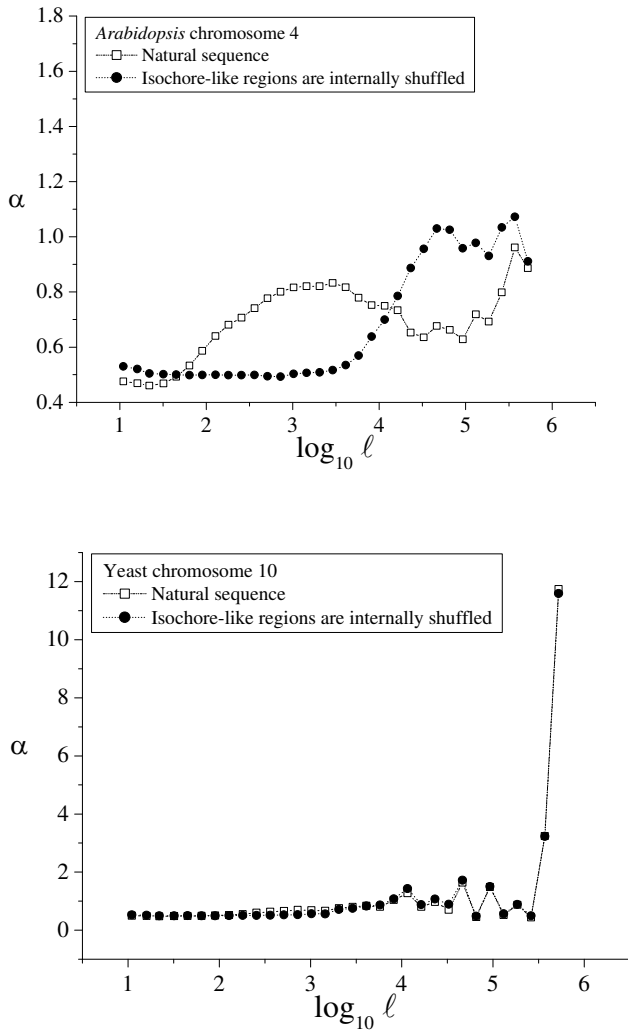 Arabidopsis chromosome 4
Natural sequence
Isochore-like regions are internally shuffled
1.8
1.6
1.4
1.2
1.0
0.8
0.6
0.4
α
1 2 3 4 5 6
log₁₀ ℓ
Yeast chromosome 10
Natural sequence
Isochore-like regions are internally shuffled
12
10
8
6
4
2
0
α
1 2 3 4 5 6
log₁₀ ℓ